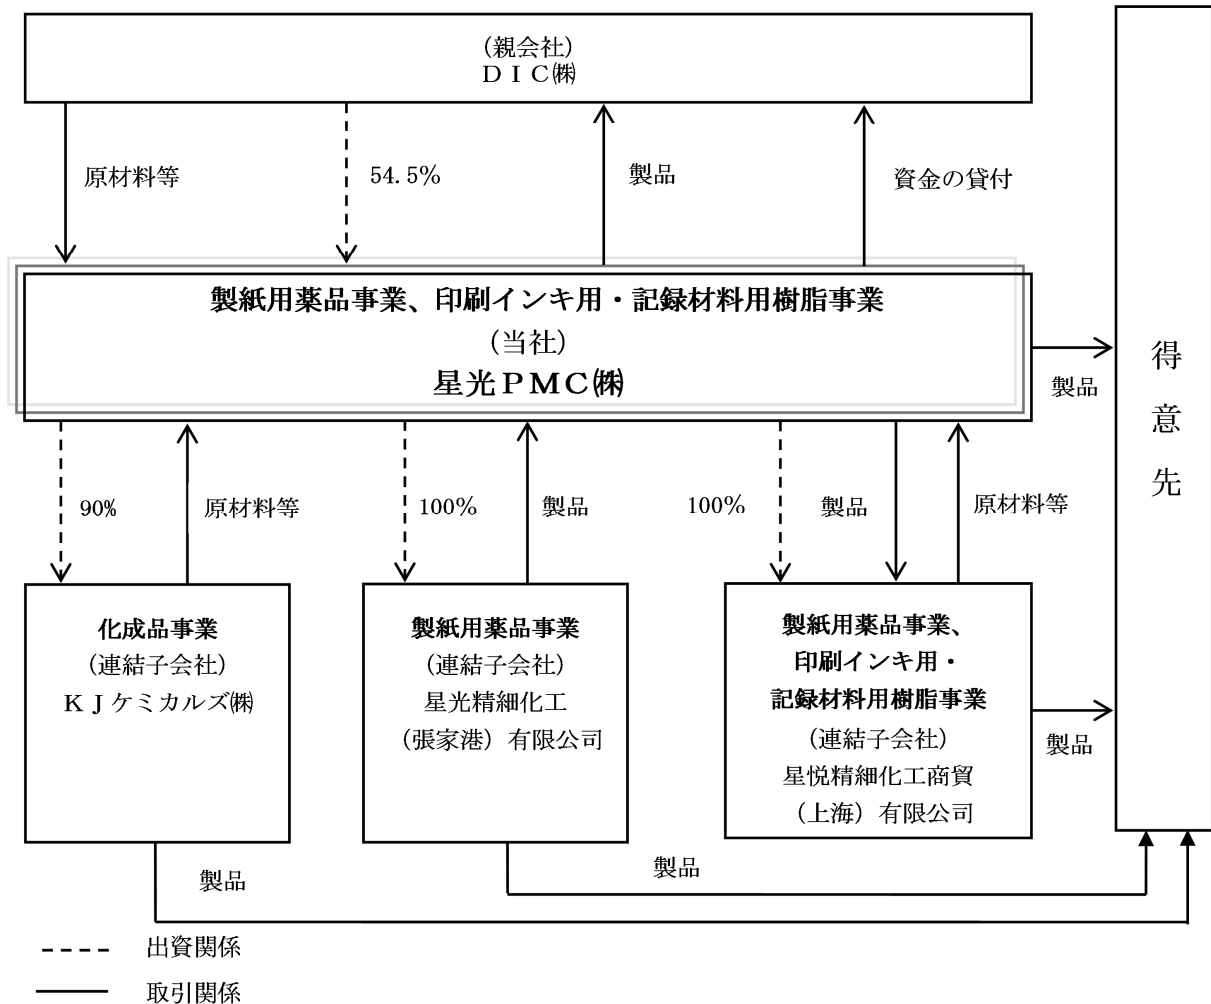 (親会社)
ＤＩＣ㈱
原材料等
54.5%
製品
資金の貸付
製紙用薬品事業、印刷インキ用・記録材料用樹脂事業
(当社)
星光ＰＭＣ㈱
製品
得意先
90%
原材料等
100%
製品
100%
製品
原材料等
化成品事業
(連結子会社)
ＫＪケミカルズ㈱
製紙用薬品事業
(連結子会社)
星光精細化工
(張家港)有限公司
製紙用薬品事業、
印刷インキ用・
記録材料用樹脂事業
(連結子会社)
星悦精細化工商貿
(上海)有限公司
製品
製品
製品
出資関係
取引関係